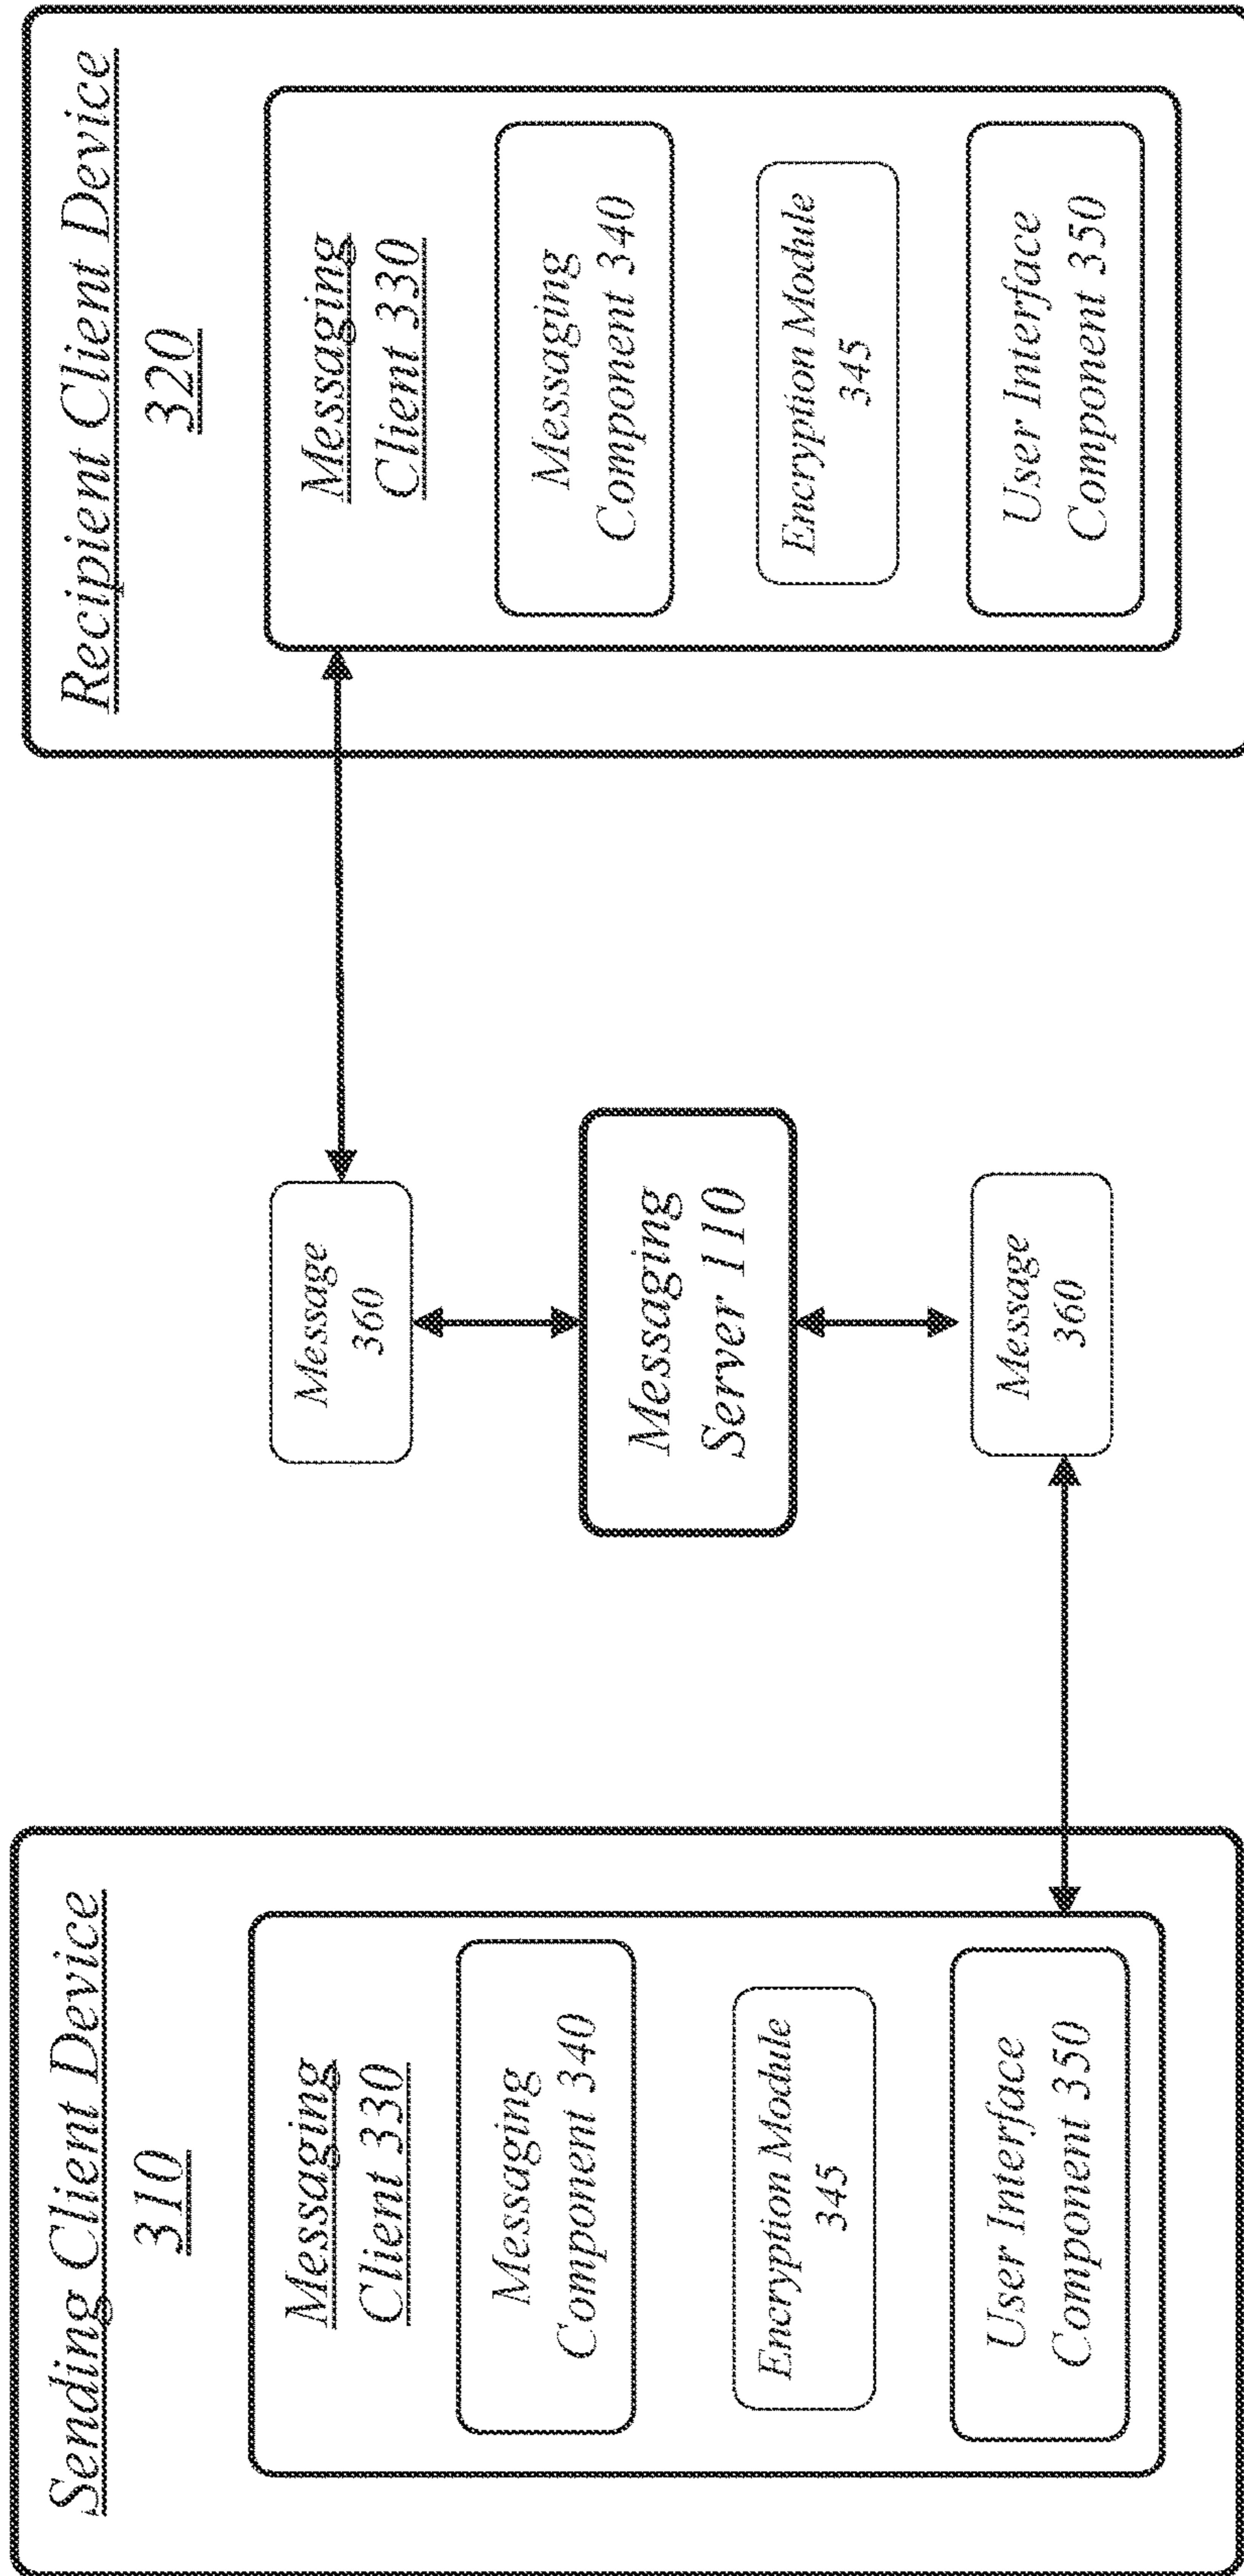 Sending Client Device
310
Messaging
Client 330
Messaging
Component 340
Encryption Module
345
User Interface
Component 350
Message
360
Messaging
Server 110
Message
360
Recipient Client Device
320
Messaging
Client 330
Messaging
Component 340
Encryption Module
345
User Interface
Component 350